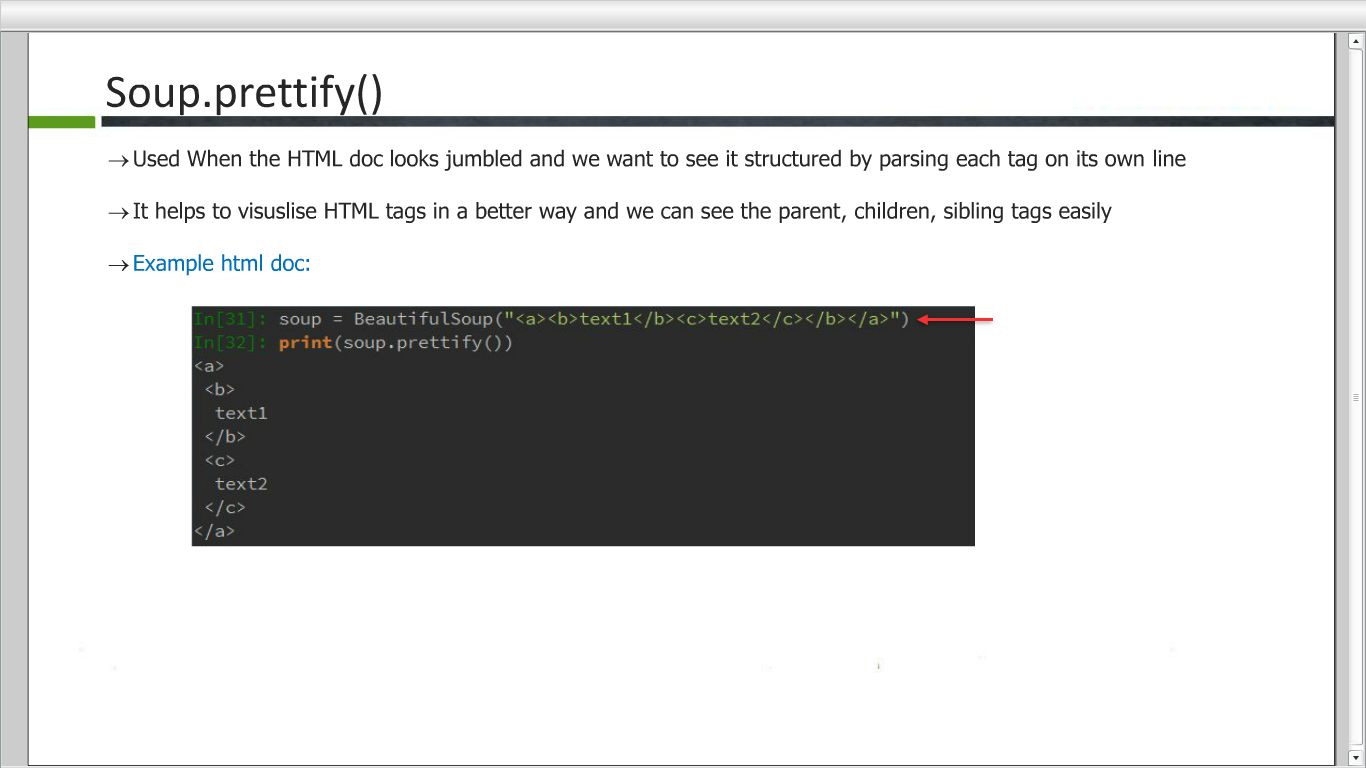 Soup.prettify()
→Used When the HTML doc looks jumbled and we want to see it structured by parsing each tag on its own line
→It helps to visuslise HTML tags in a better way and we can see the parent, children, sibling tags easily
→Example html doc:
In[31]: soup = BeautifulSoup("<a><b>text1</b><c>text2</c></b></a>")
In[32]: print(soup.prettify())
<a>
 <b>
  text1
 </b>
 <c>
  text2
 </c>
</a>